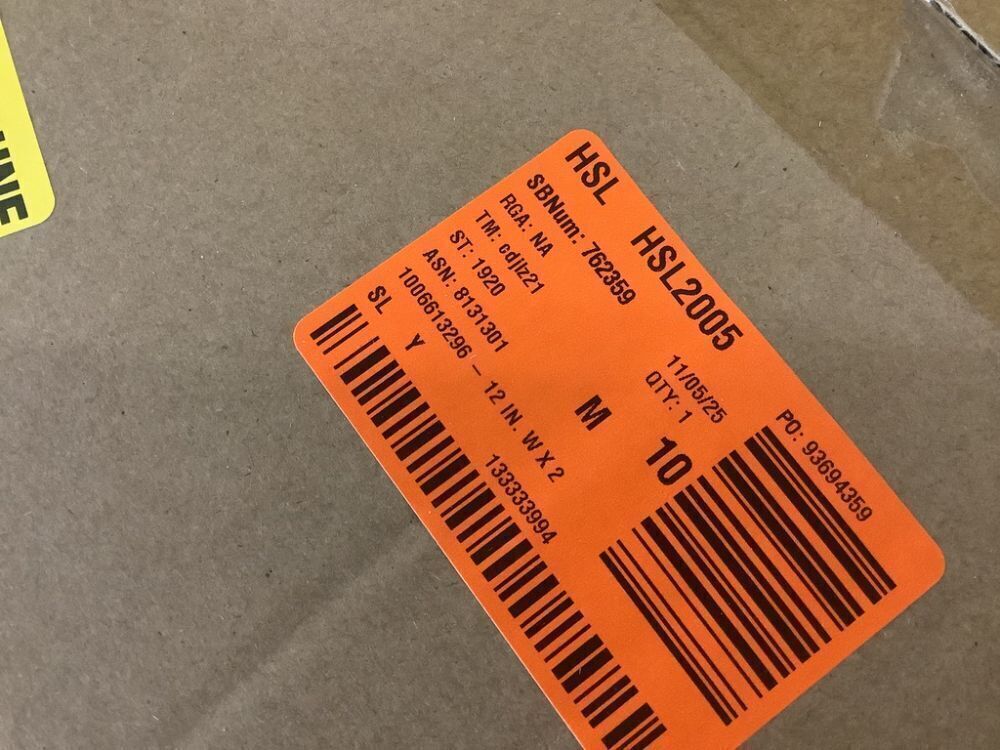 HSL HSL2005
SBNum: 762359 11/05/25 PO: 93694359
RGA: NA QTY: 1
TM: cdjlz21
ST: 1920 M 10
ASN: 8131301
1006613296 – 12 IN. W X 2
SL Y 133333994